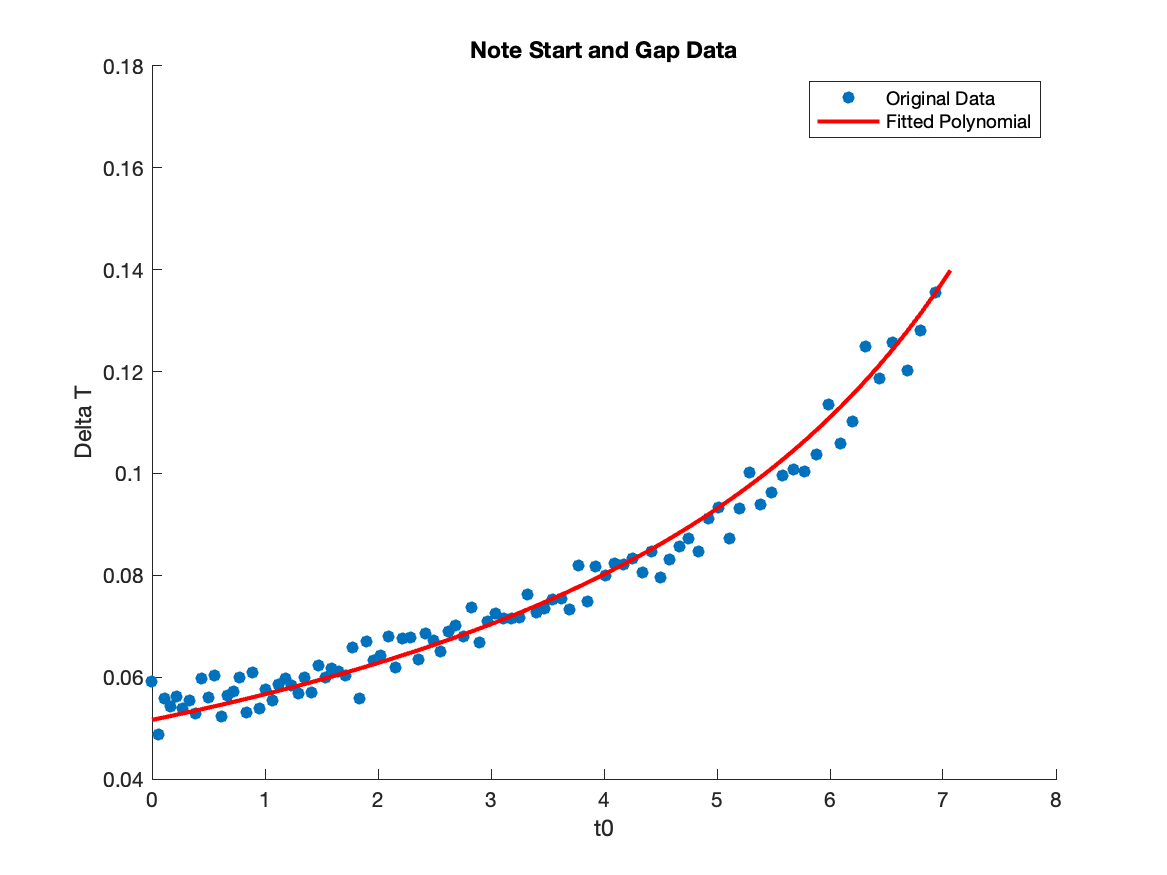 Note Start and Gap Data
Original Data
Fitted Polynomial
0.18
0.16
0.14
0.12
0.1
0.08
0.06
0.04
Delta T
0 1 2 3 4 5 6 7 8
t0